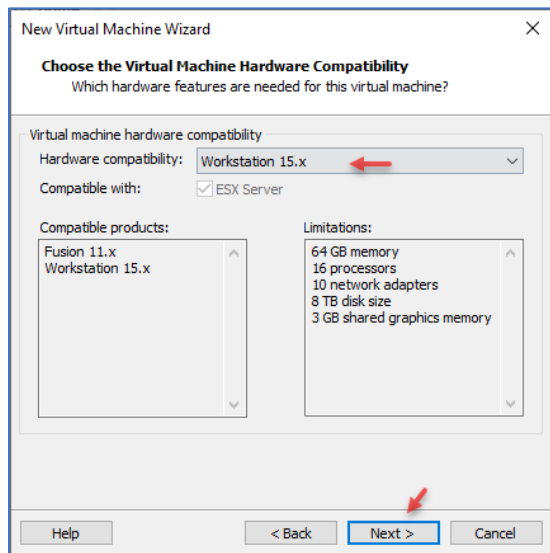 New Virtual Machine Wizard
Choose the Virtual Machine Hardware Compatibility
Which hardware features are needed for this virtual machine?
Virtual machine hardware compatibility
Hardware compatibility: Workstation 15.x
Compatible with: ESX Server
Compatible products:
Fusion 11.x
Workstation 15.x
Limitations:
64 GB memory
16 processors
10 network adapters
8 TB disk size
3 GB shared graphics memory
Help < Back Next > Cancel